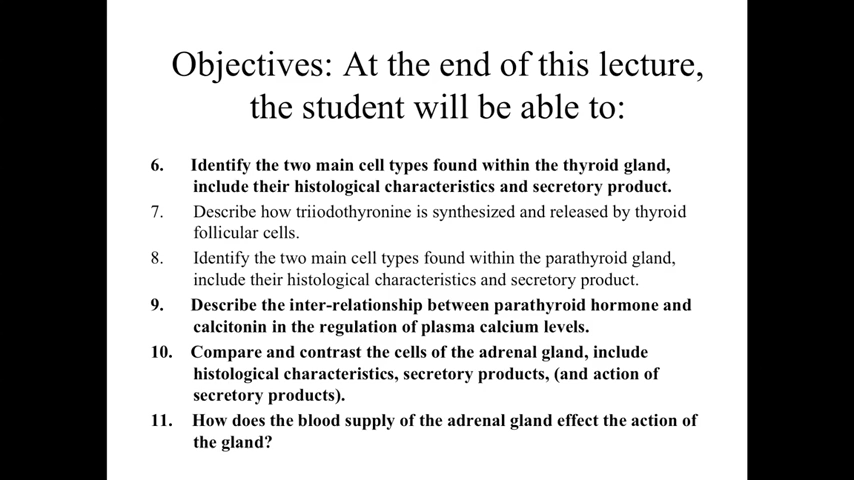 Objectives: At the end of this lecture,
the student will be able to:
6. Identify the two main cell types found within the thyroid gland,
include their histological characteristics and secretory product.
7. Describe how triiodothyronine is synthesized and released by thyroid
follicular cells.
8. Identify the two main cell types found within the parathyroid gland,
include their histological characteristics and secretory product.
9. Describe the inter-relationship between parathyroid hormone and
calcitonin in the regulation of plasma calcium levels.
10. Compare and contrast the cells of the adrenal gland, include
histological characteristics, secretory products, (and action of
secretory products).
11. How does the blood supply of the adrenal gland effect the action of
the gland?